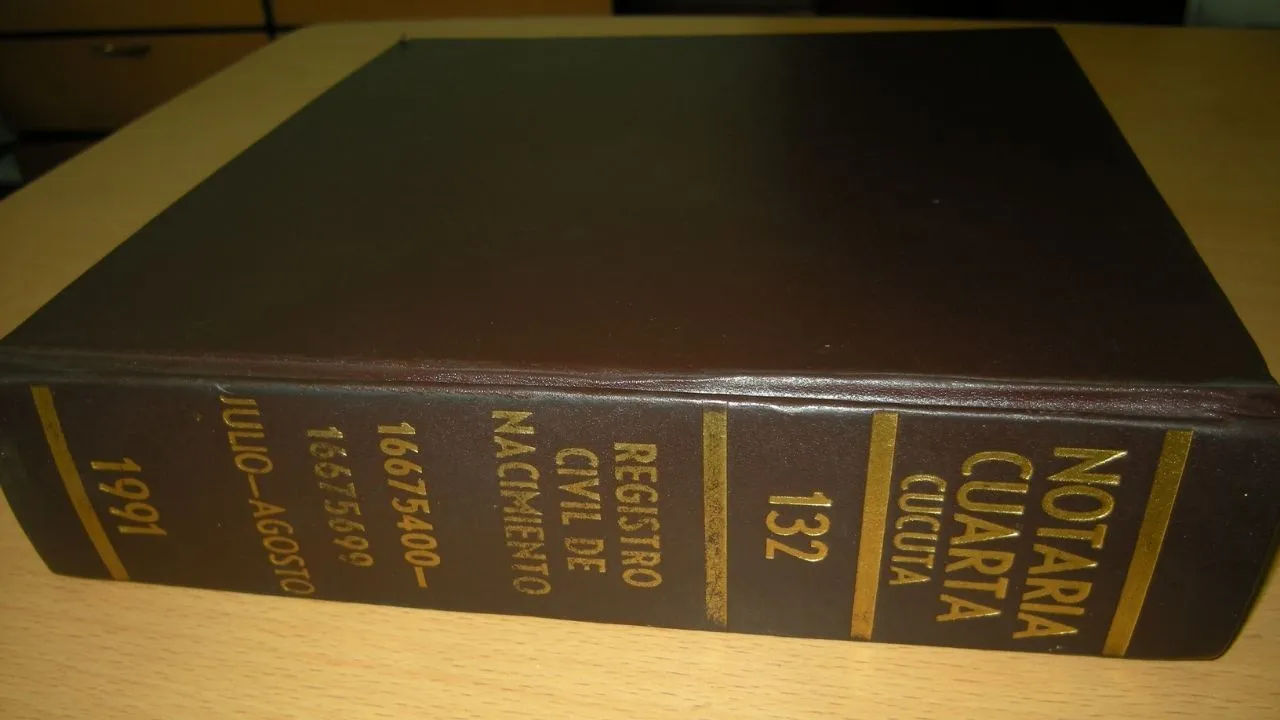 NOTARIA
CUARTA
CUCUTA
132
REGISTRO
CIVIL DE
NACIMIENTO
16675400—
16675699
JULIO—AGOSTO
1991